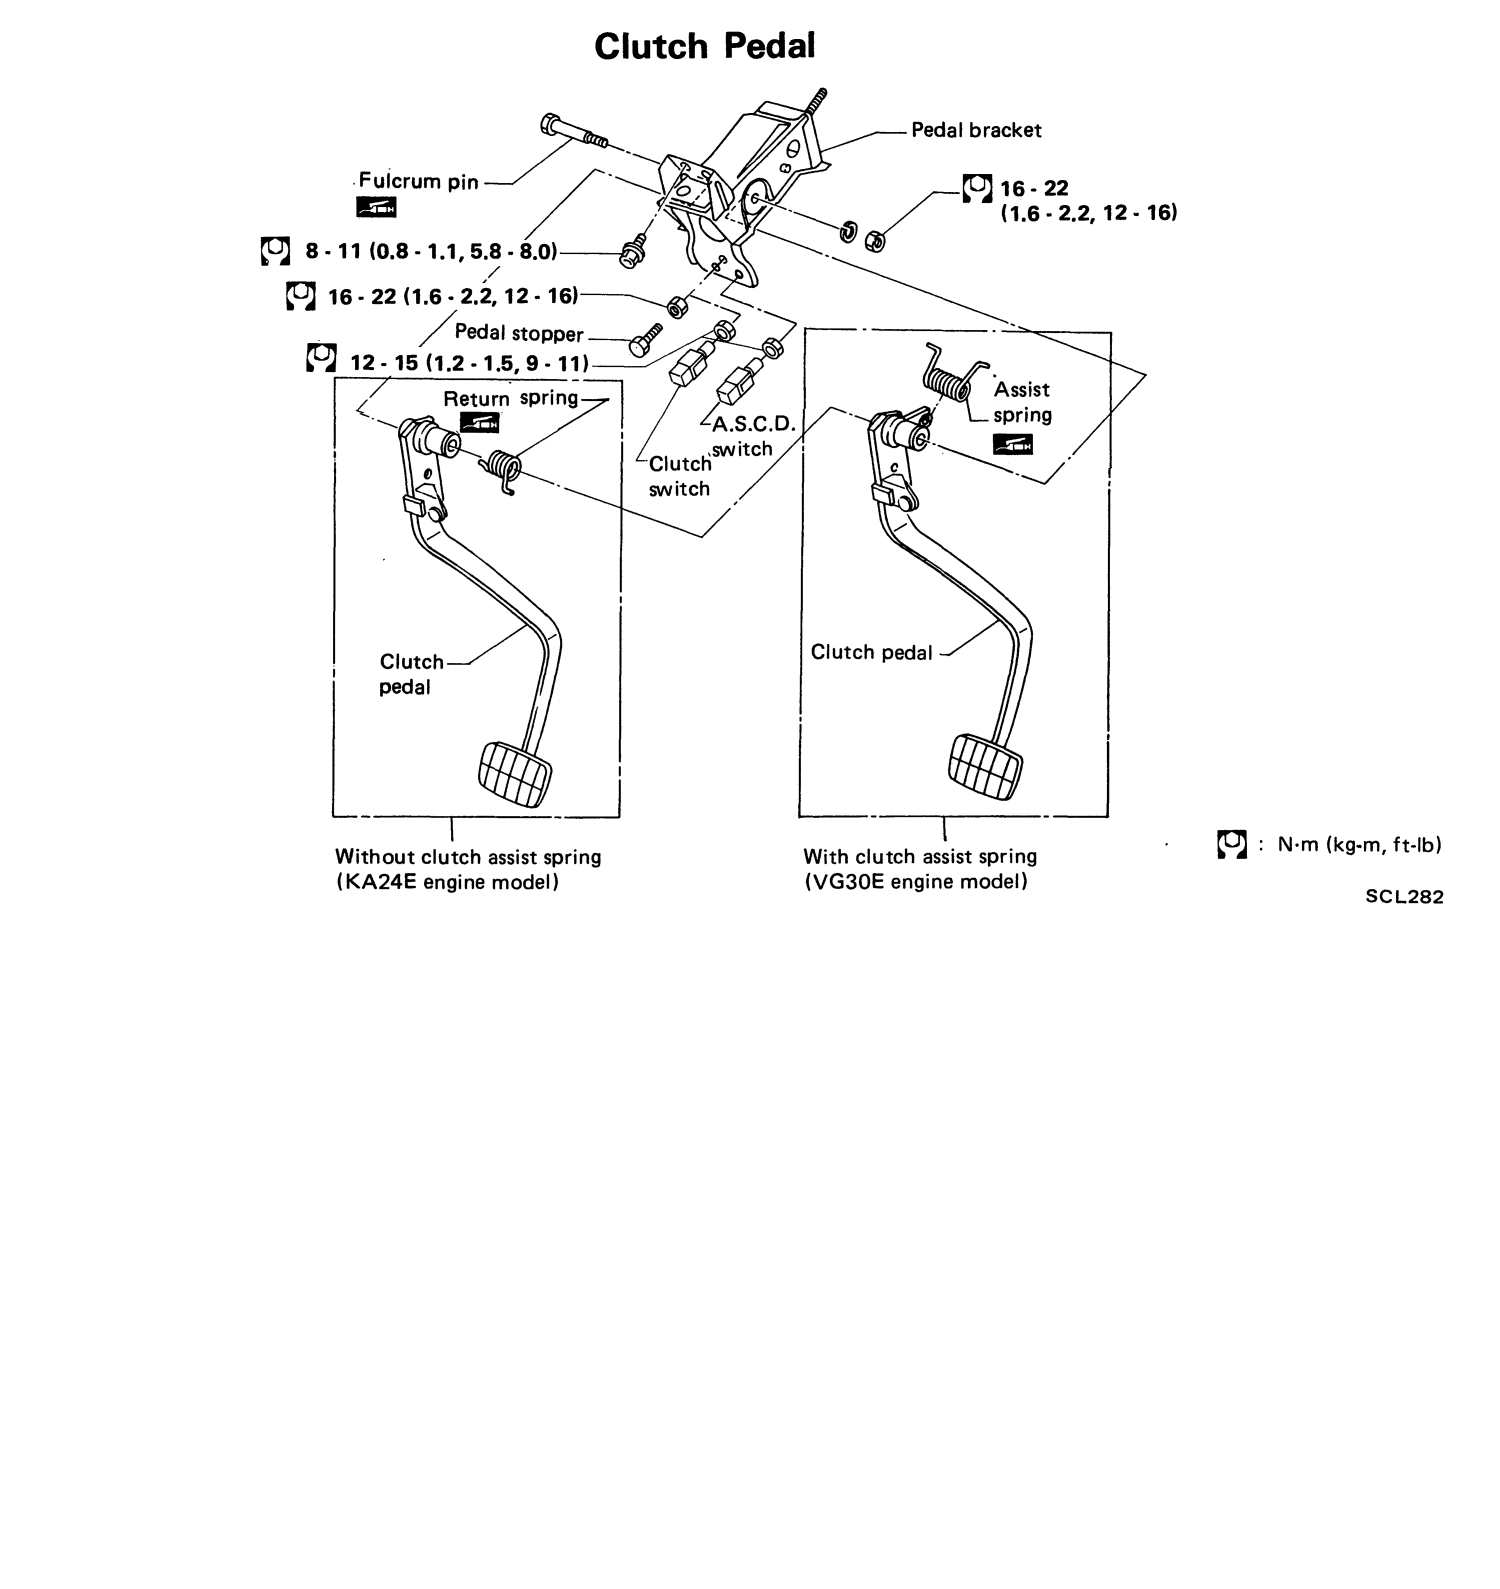 Clutch Pedal
Pedal bracket
Fulcrum pin
16 - 22
(1.6 - 2.2, 12 - 16)
8 - 11 (0.8 - 1.1, 5.8 - 8.0)
16 - 22 (1.6 - 2.2, 12 - 16)
Pedal stopper
12 - 15 (1.2 - 1.5, 9 - 11)
Return spring
Assist
spring
A.S.C.D.
switch
Clutch
switch
Clutch
pedal
Clutch pedal
Without clutch assist spring
(KA24E engine model)
With clutch assist spring
(VG30E engine model)
: N·m (kg-m, ft-lb)
SCL282